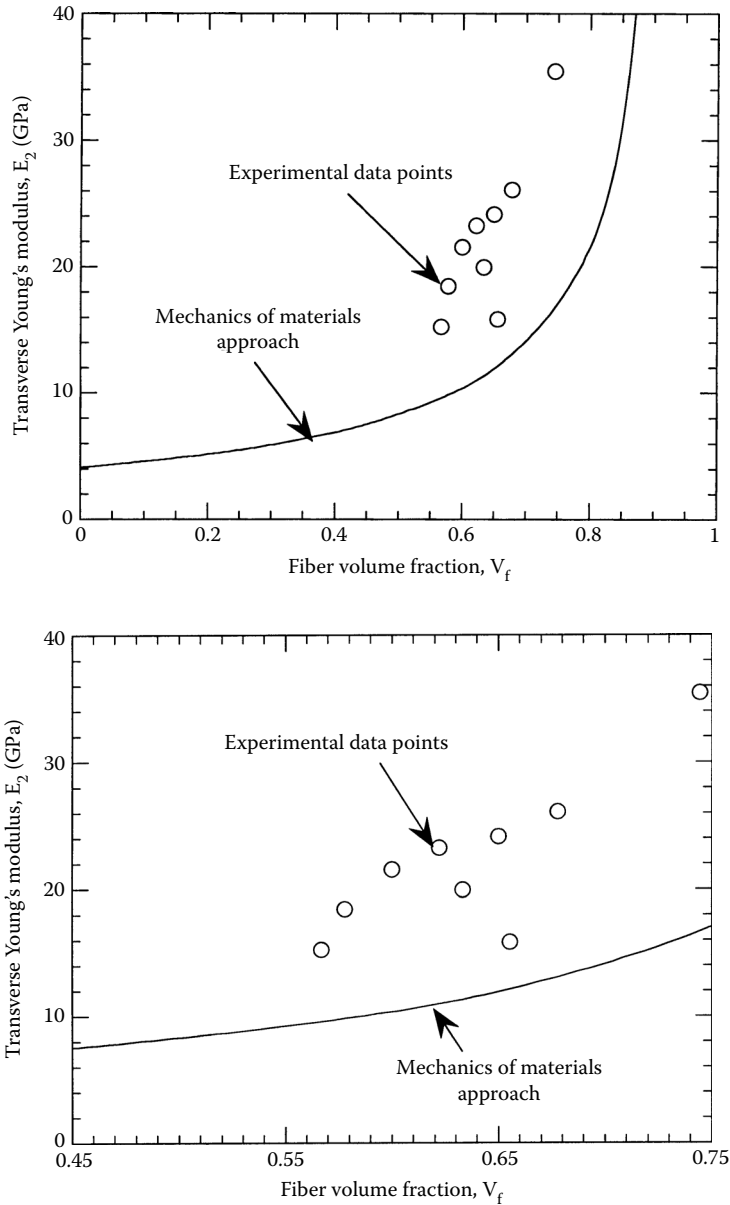 40
30
20
10
0
Transverse Young's modulus, E2 (GPa)
Experimental data points
Mechanics of materials
approach
0 0.2 0.4 0.6 0.8 1
Fiber volume fraction, Vf
40
30
20
10
0
Transverse Young's modulus, E2 (GPa)
Experimental data points
Mechanics of materials
approach
0.45 0.55 0.65 0.75
Fiber volume fraction, Vf